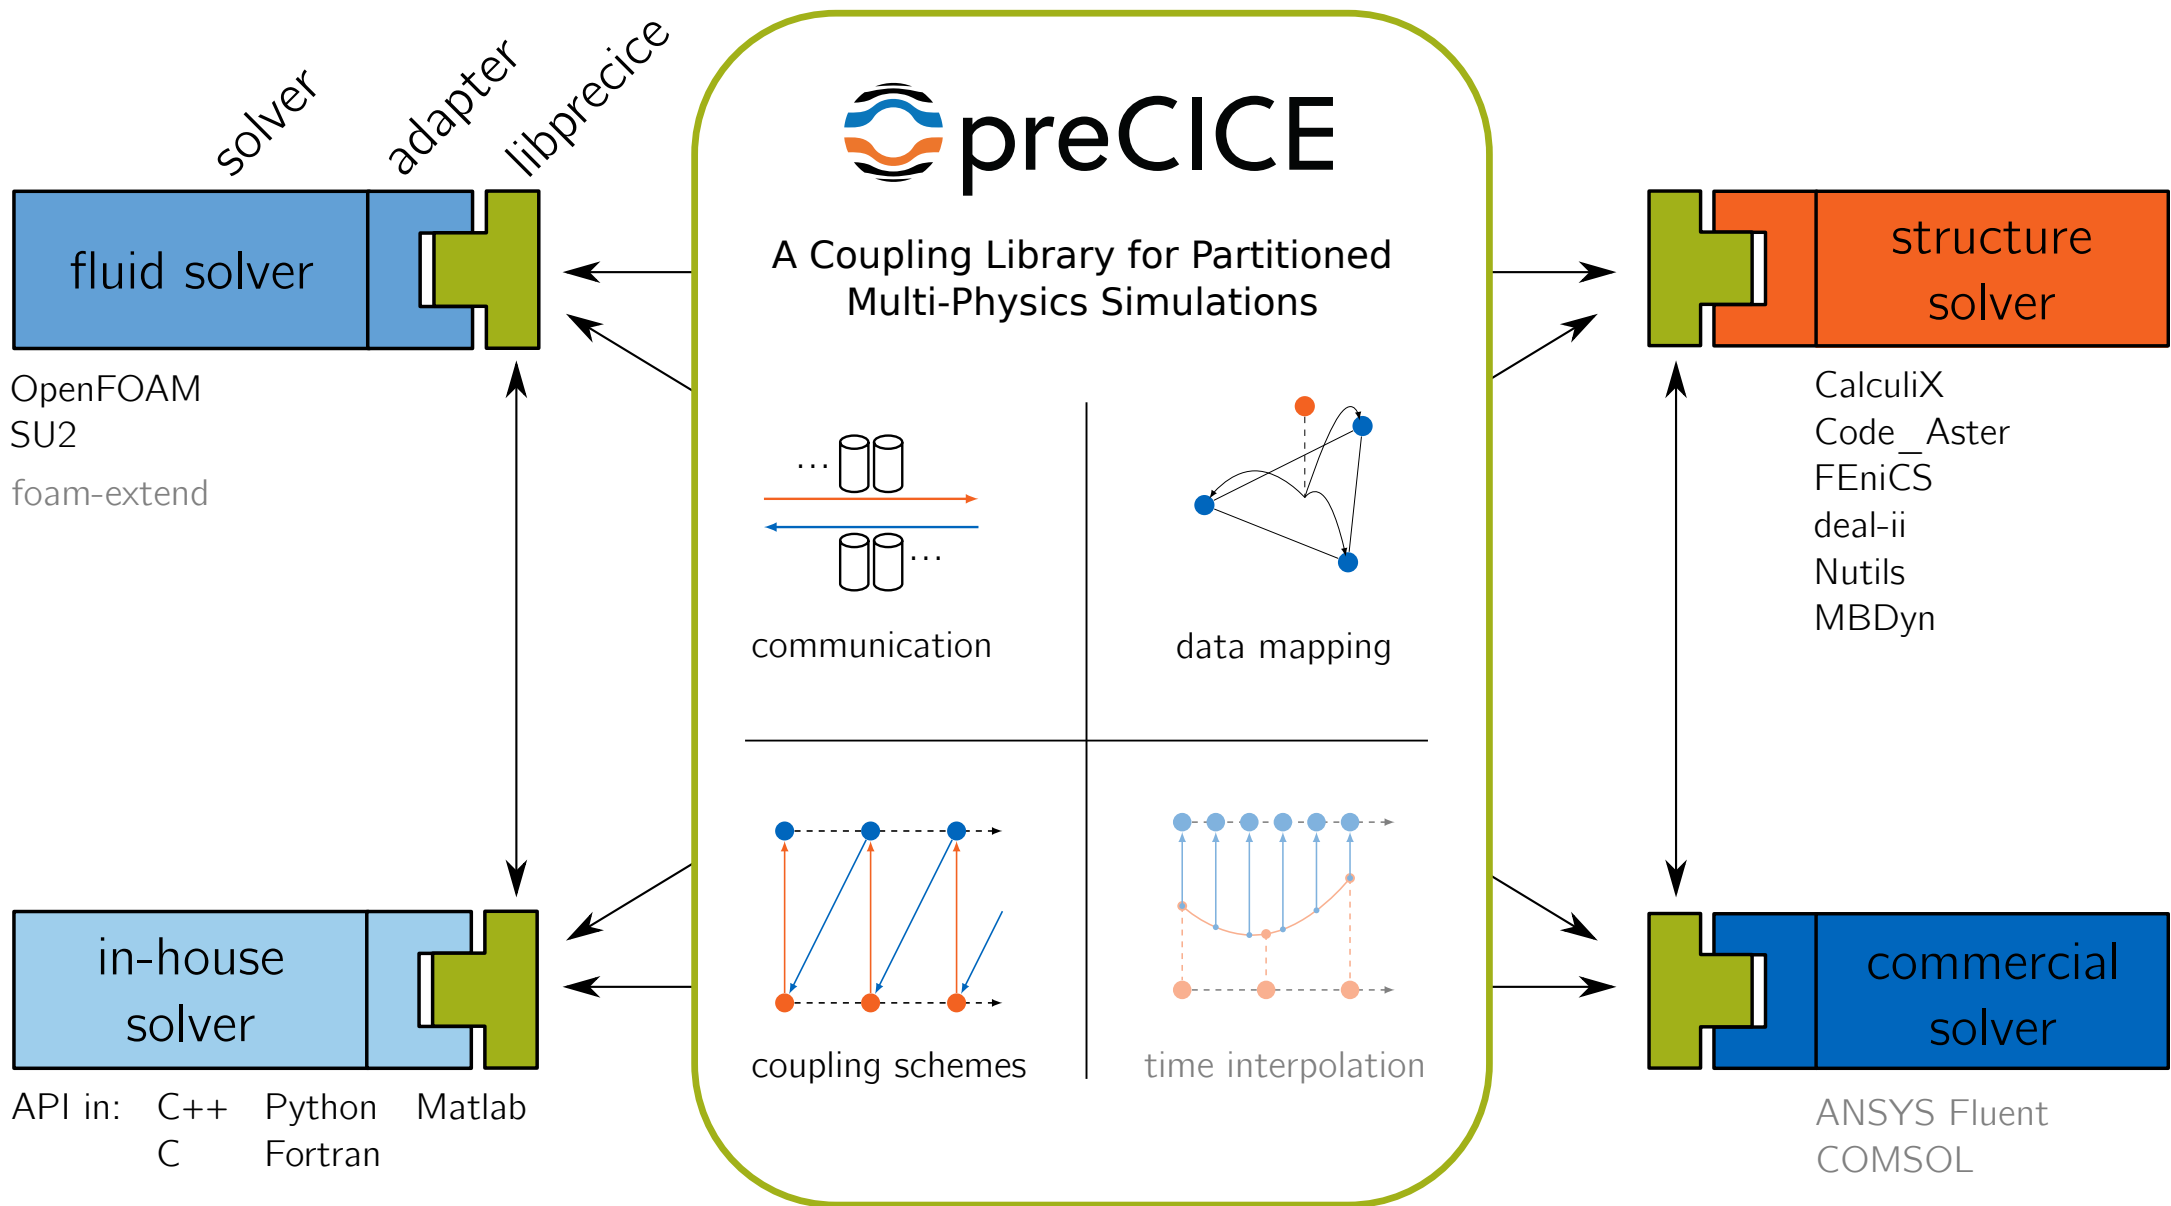 solver
adapter
libprecice
preCICE
A Coupling Library for Partitioned
Multi-Physics Simulations
fluid solver
OpenFOAM
SU2
foam-extend
structure
solver
CalculiX
Code_Aster
FEniCS
deal-ii
Nutils
MBDyn
...
...
communication
data mapping
coupling schemes
time interpolation
in-house
solver
API in: C++ Python Matlab
C Fortran
commercial
solver
ANSYS Fluent
COMSOL